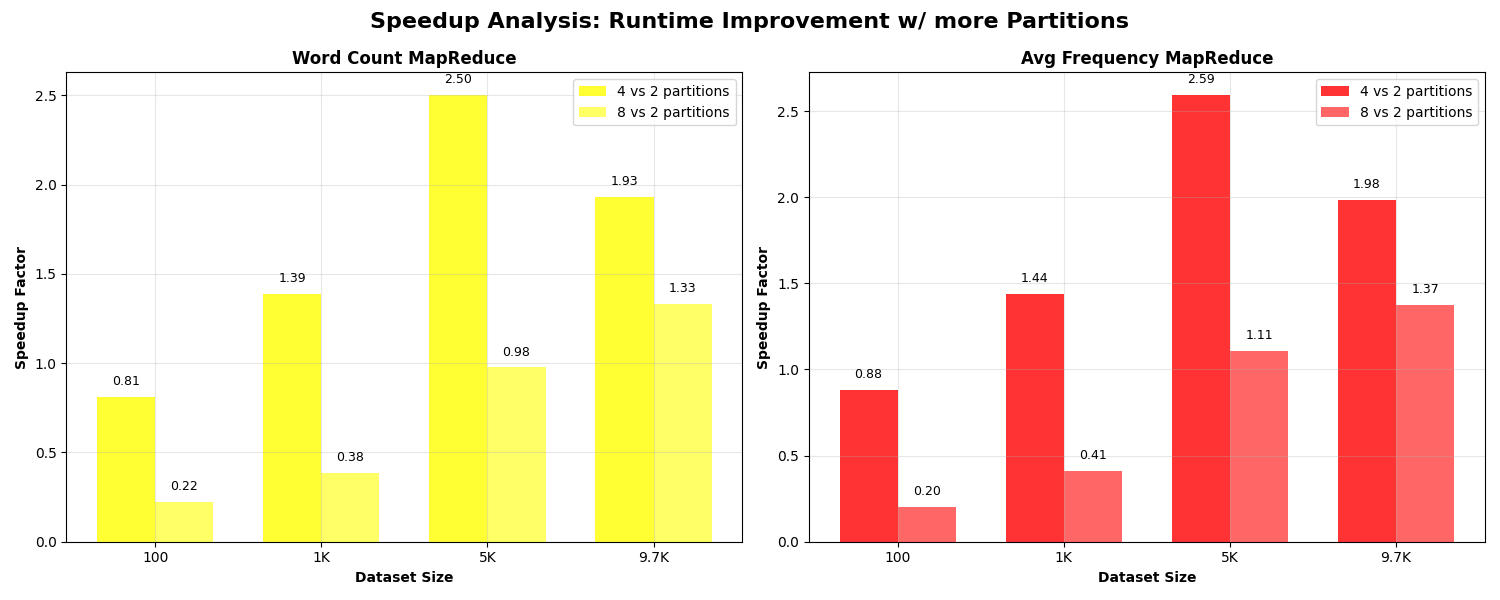 Speedup Analysis: Runtime Improvement w/ more Partitions
Word Count MapReduce
4 vs 2 partitions
8 vs 2 partitions
Speedup Factor
2.5
2.0
1.5
1.0
0.5
0.0
0.81
0.22
1.39
0.38
2.50
0.98
1.93
1.33
100
1K
5K
9.7K
Dataset Size
Avg Frequency MapReduce
4 vs 2 partitions
8 vs 2 partitions
Speedup Factor
2.5
2.0
1.5
1.0
0.5
0.0
0.88
0.20
1.44
0.41
2.59
1.11
1.98
1.37
100
1K
5K
9.7K
Dataset Size